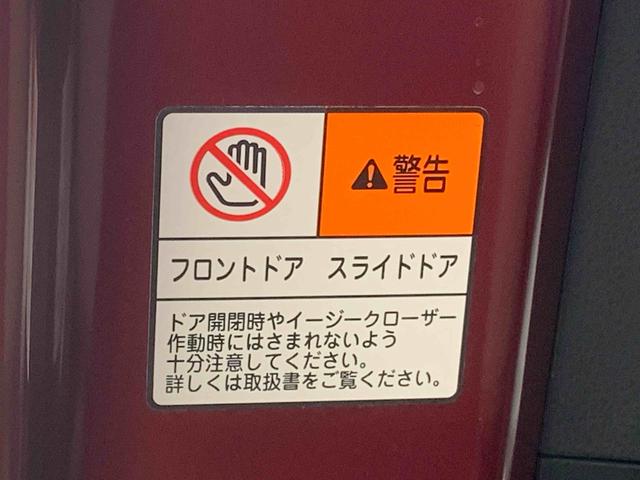 警告
フロントドア　スライドドア
ドア開閉時やイージークローザー
作動時にはさまれないよう
十分注意してください。
詳しくは取扱書をご覧ください。